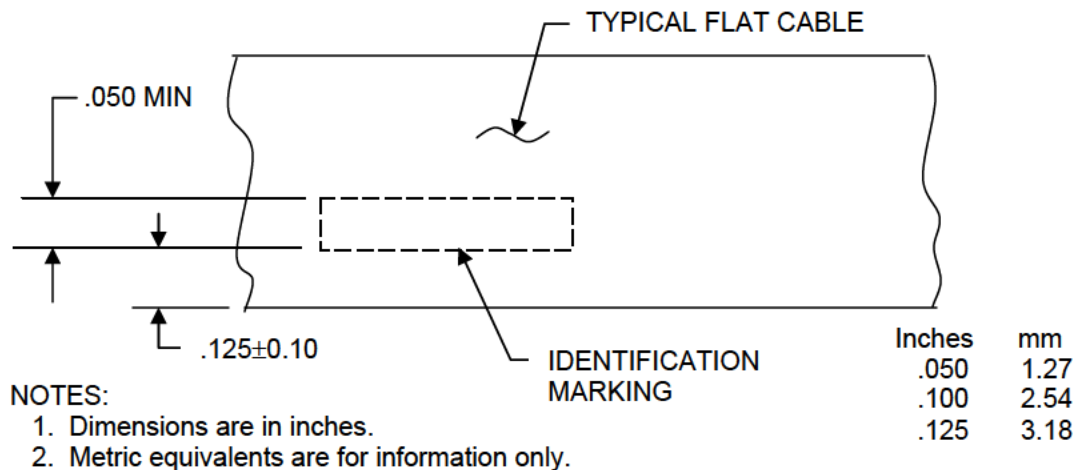 TYPICAL FLAT CABLE
.050 MIN
.125±0.10
IDENTIFICATION
MARKING
Inches mm
.050 1.27
.100 2.54
.125 3.18
NOTES:
1. Dimensions are in inches.
2. Metric equivalents are for information only.